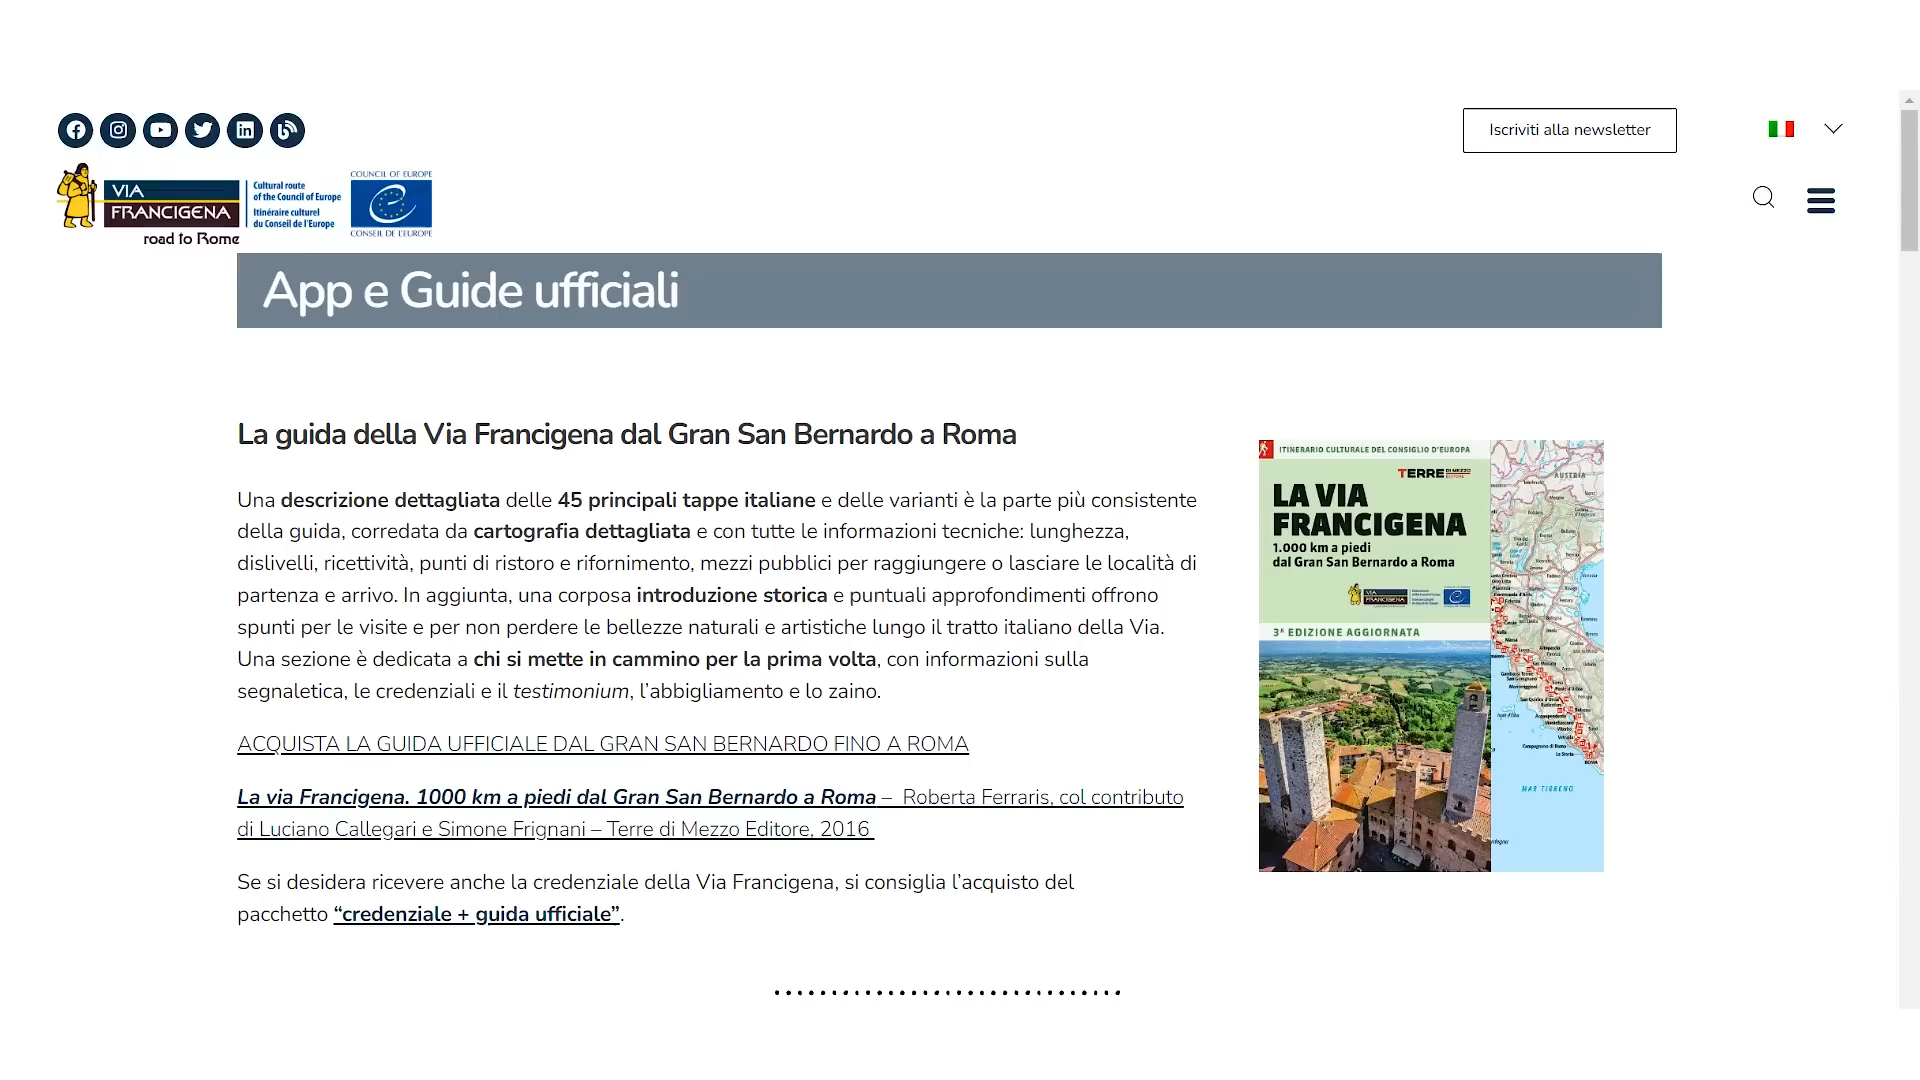 Iscriviti alla newsletter
VIA
FRANCIGENA
road to Rome
Cultural route
of the Council of Europe
Itinéraire culturel
du Conseil de l'Europe
COUNCIL OF EUROPE
CONSEIL DE L'EUROPE
App e Guide ufficiali
La guida della Via Francigena dal Gran San Bernardo a Roma
Una descrizione dettagliata delle 45 principali tappe italiane e delle varianti è la parte più consistente
della guida, corredata da cartografia dettagliata e con tutte le informazioni tecniche: lunghezza,
dislivelli, ricettività, punti di ristoro e rifornimento, mezzi pubblici per raggiungere o lasciare le località di
partenza e arrivo. In aggiunta, una corposa introduzione storica e puntuali approfondimenti offrono
spunti per le visite e per non perdere le bellezze naturali e artistiche lungo il tratto italiano della Via.
Una sezione è dedicata a chi si mette in cammino per la prima volta, con informazioni sulla
segnaletica, le credenziali e il testimonium, l’abbigliamento e lo zaino.
ACQUISTA LA GUIDA UFFICIALE DAL GRAN SAN BERNARDO FINO A ROMA
La via Francigena. 1000 km a piedi dal Gran San Bernardo a Roma – Roberta Ferraris, col contributo
di Luciano Callegari e Simone Frignani – Terre di Mezzo Editore, 2016
Se si desidera ricevere anche la credenziale della Via Francigena, si consiglia l’acquisto del
pacchetto “credenziale + guida ufficiale”.
ITINERARIO CULTURALE DEL CONSIGLIO D'EUROPA
TERRE DI MEZZO
LA VIA
FRANCIGENA
1.000 km a piedi
dal Gran San Bernardo a Roma
VIA
FRANCIGENA
3ª EDIZIONE AGGIORNATA
AUSTRIA
MAR TIRRENO
ROMA